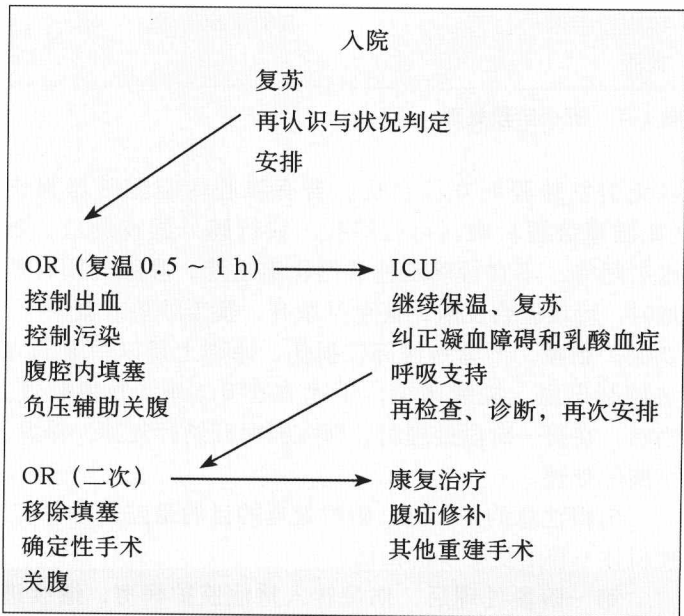 入院
复苏
再认识与状况判定
安排
OR（复温 0.5 ~ 1 h）
控制出血
控制污染
腹腔内填塞
负压辅助关腹
ICU
继续保温、复苏
纠正凝血障碍和乳酸血症
呼吸支持
再检查、诊断，再次安排
OR（二次）
移除填塞
确定性手术
关腹
康复治疗
腹疝修补
其他重建手术